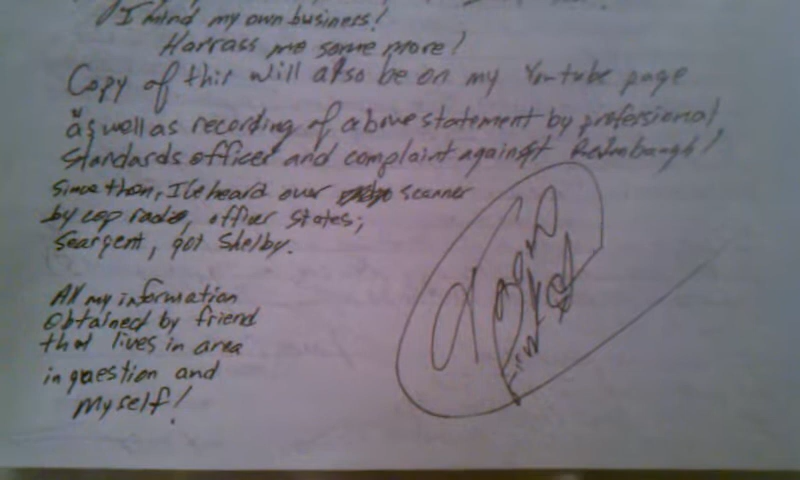 I mind my own business!
Harrass me some more!
Copy of this will also be on my Youtube page
as well as recording of above statement by professional
standards officer and complaint against
Since then, I've heard over scanner
by cop radio, officer states;
Seargent, got Shelby.
All my information
obtained by friend
that lives in area
in question and
Myself!